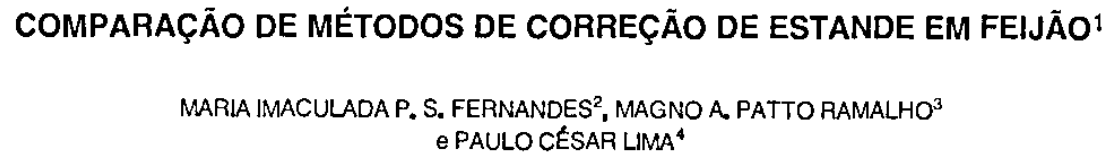 COMPARAÇÃO DE MÉTODOS DE CORREÇÃO DE ESTANDE EM FEIJÃO¹
MARIA IMACULADA P. S. FERNANDES², MAGNO A. PATTO RAMALHO³
e PAULO CÉSAR LIMA⁴